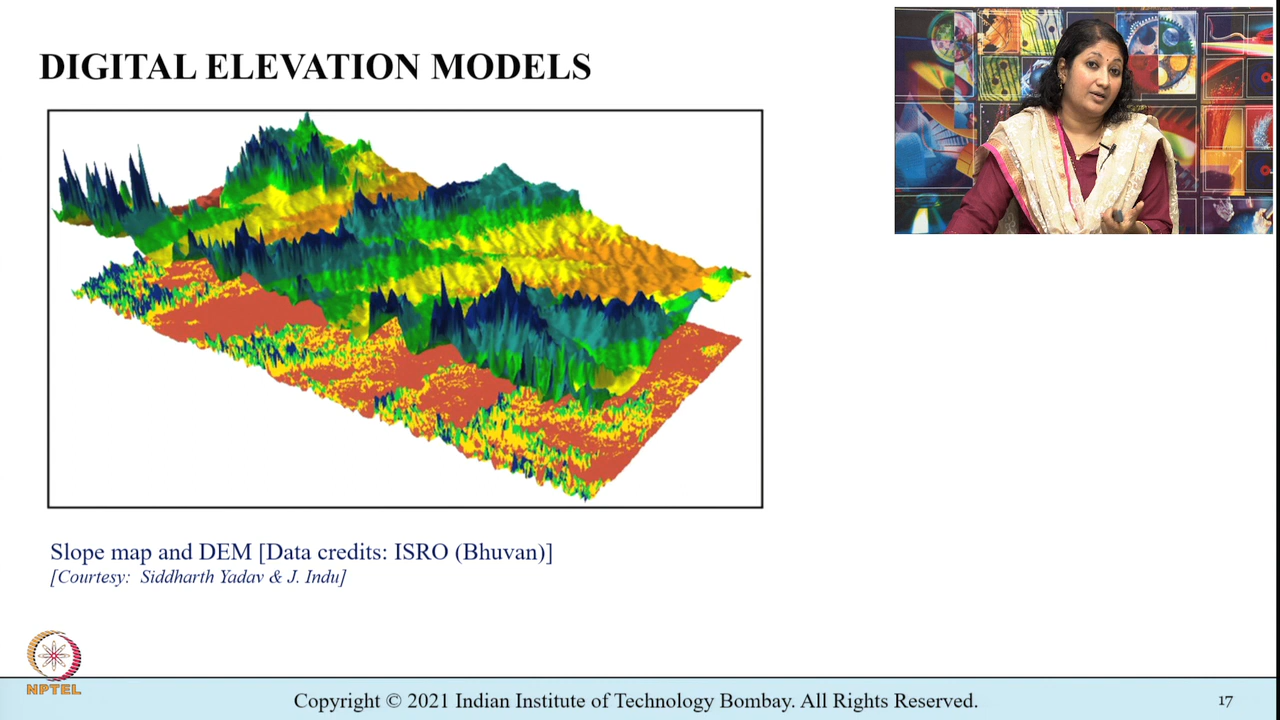 DIGITAL ELEVATION MODELS
Slope map and DEM [Data credits: ISRO (Bhuvan)]
[Courtesy: Siddharth Yadav & J. Indu]
NPTEL
Copyright © 2021 Indian Institute of Technology Bombay. All Rights Reserved.
17